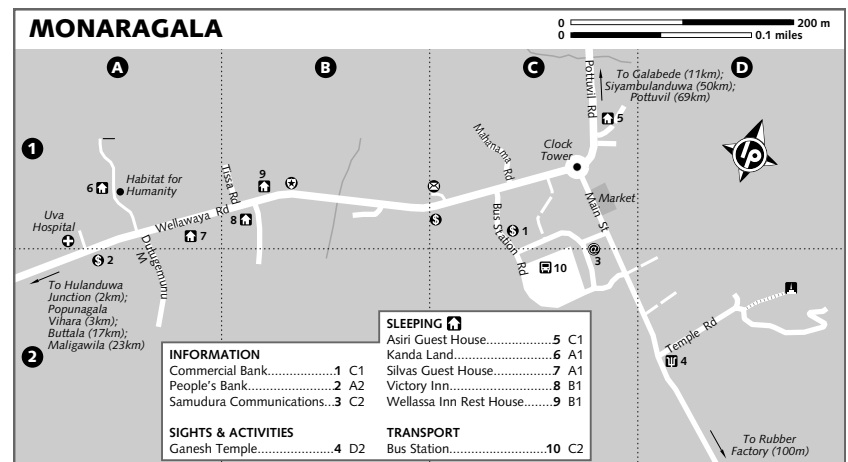 MONARAGALA
0 200 m
0 0.1 miles
A
B
C
D
1
2
Pottuvil Rd
To Galabede (11km);
Siyambulanduwa (50km);
Pottuvil (69km)
5
Clock
Tower
Mahanama Rd
Market
Main St
Bus Station Rd
$ 1
@
3
10
9
Tissa Rd
8
6
Habitat for
Humanity
Wellawaya Rd
7
Uva
Hospital
$ 2
$
Dutugemunu
M
To Hulanduwa
Junction (2km);
Popunagala
Vihara (3km);
Buttala (17km);
Maligawila (23km)
Temple Rd
4
To Rubber
Factory (100m)
lp
INFORMATION
Commercial Bank....................1 C1
People's Bank........................2 A2
Samudura Communications...3 C2
SIGHTS & ACTIVITIES
Ganesh Temple......................4 D2
SLEEPING
Asiri Guest House...................5 C1
Kanda Land...........................6 A1
Silvas Guest House.................7 A1
Victory Inn.............................8 B1
Wellassa Inn Rest House........9 B1
TRANSPORT
Bus Station..........................10 C2